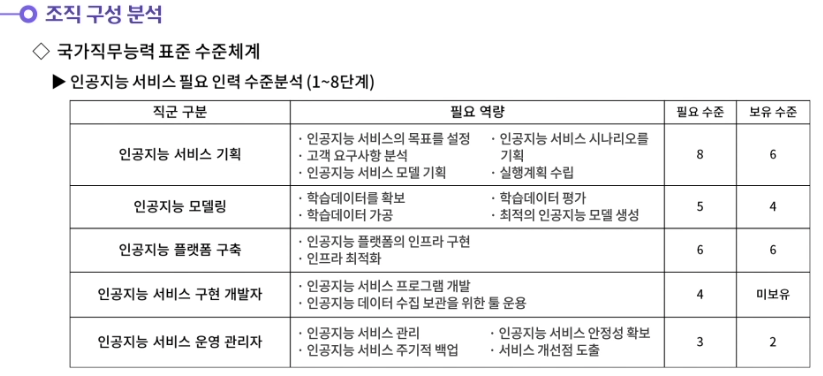 조직 구성 분석
◇ 국가직무능력 표준 수준체계
▶ 인공지능 서비스 필요 인력 수준분석 (1~8단계)
직군 구분 필요 역량 필요 수준 보유 수준
인공지능 서비스 기획
· 인공지능 서비스의 목표를 설정
· 고객 요구사항 분석
· 인공지능 서비스 모델 기획
· 인공지능 서비스 시나리오를
기획
· 실행계획 수립
8 6
인공지능 모델링
· 학습데이터를 확보
· 학습데이터 가공
· 학습데이터 평가
· 최적의 인공지능 모델 생성
5 4
인공지능 플랫폼 구축
· 인공지능 플랫폼의 인프라 구현
· 인프라 최적화
6 6
인공지능 서비스 구현 개발자
· 인공지능 서비스 프로그램 개발
· 인공지능 데이터 수집 보관을 위한 툴 운용
4 미보유
인공지능 서비스 운영 관리자
· 인공지능 서비스 관리
· 인공지능 서비스 주기적 백업
· 인공지능 서비스 안정성 확보
· 서비스 개선점 도출
3 2